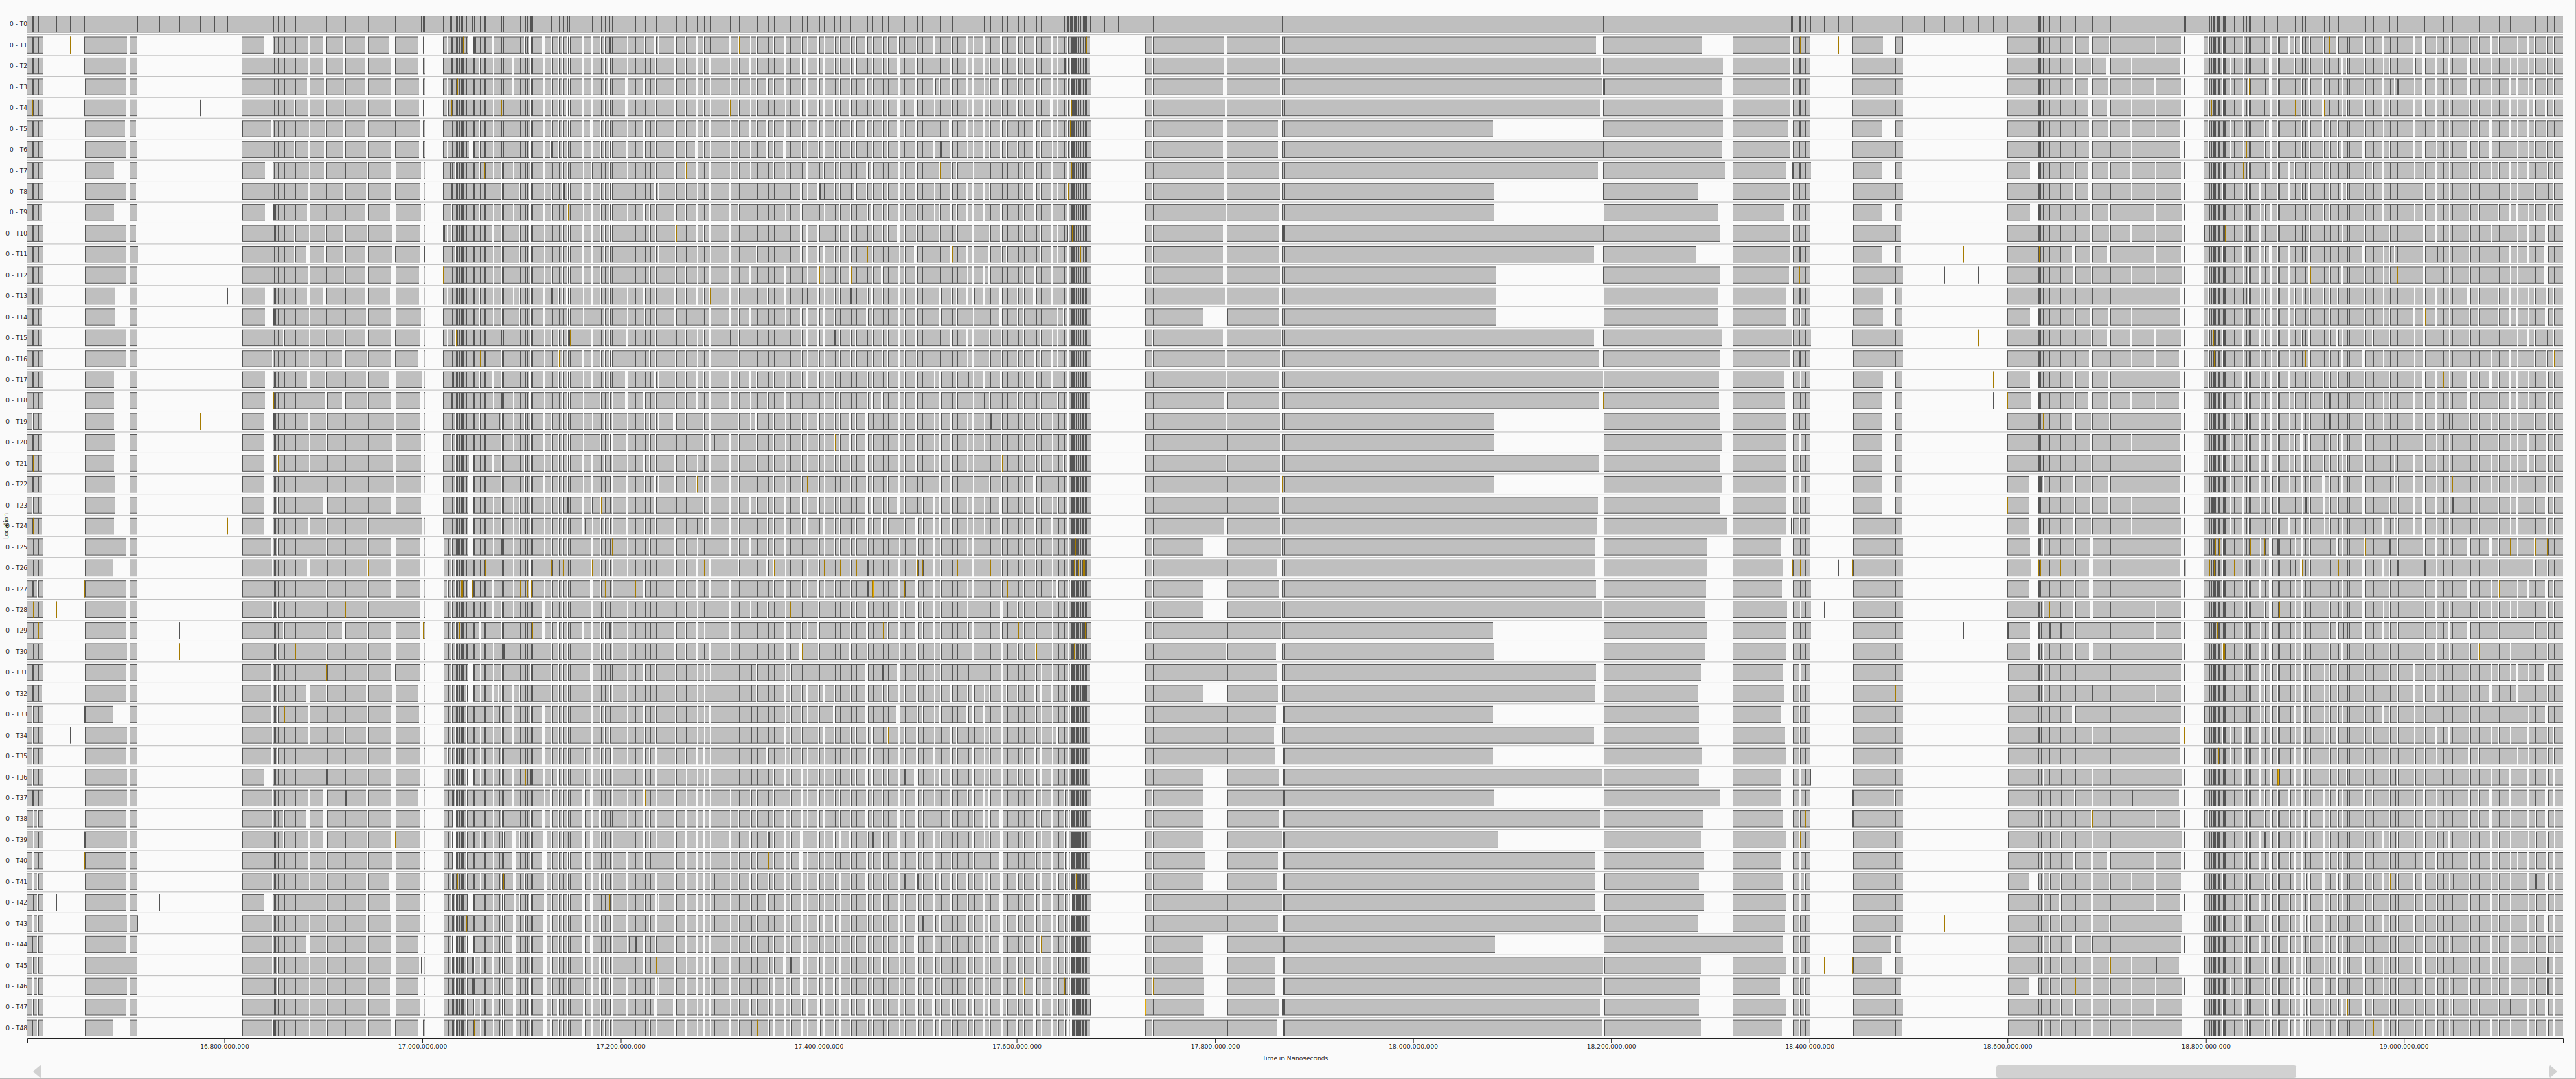 0 - T0
0 - T1
0 - T2
0 - T3
0 - T4
0 - T5
0 - T6
0 - T7
0 - T8
0 - T9
0 - T10
0 - T11
0 - T12
0 - T13
0 - T14
0 - T15
0 - T16
0 - T17
0 - T18
0 - T19
0 - T20
0 - T21
0 - T22
0 - T23
Location
0 - T24
0 - T25
0 - T26
0 - T27
0 - T28
0 - T29
0 - T30
0 - T31
0 - T32
0 - T33
0 - T34
0 - T35
0 - T36
0 - T37
0 - T38
0 - T39
0 - T40
0 - T41
0 - T42
0 - T43
0 - T44
0 - T45
0 - T46
0 - T47
0 - T48
16,800,000,000 17,000,000,000 17,200,000,000 17,400,000,000 17,600,000,000 17,800,000,000 18,000,000,000 18,200,000,000 18,400,000,000 18,600,000,000 18,800,000,000 19,000,000,000
Time in Nanoseconds